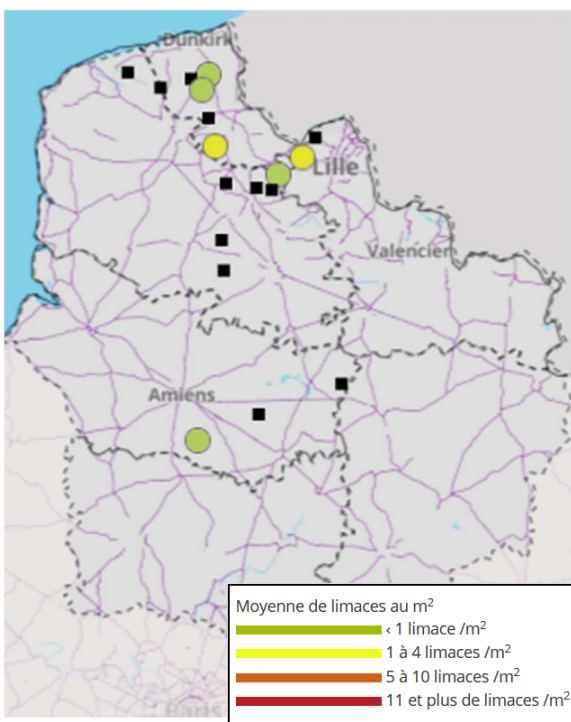 Dunkirk
Lille
Valencien
Amiens
Moyenne de limaces au m²
< 1 limace /m²
1 à 4 limaces /m²
5 à 10 limaces /m²
11 et plus de limaces /m²
Paris